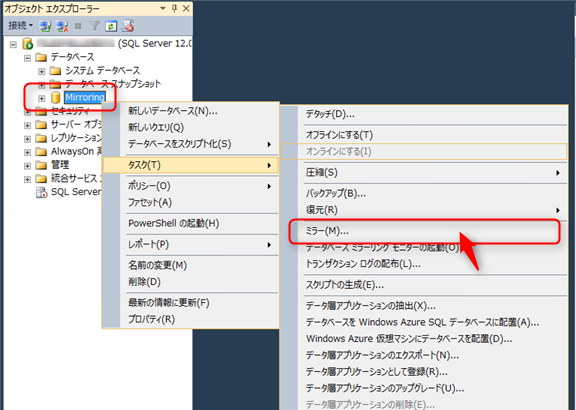 オブジェクト エクスプローラー
接続
(SQL Server 12.0
データベース
システム データベース
データベース スナップショット
Mirroring
セキュリティ
サーバー オブジ
レプリケーション
AlwaysOn 高
管理
統合サービス
SQL Server
新しいデータベース(N)...
新しいクエリ(Q)
データベースをスクリプト化(S)
タスク(T)
ポリシー(O)
ファセット(A)
PowerShell の起動(H)
レポート(P)
名前の変更(M)
削除(D)
最新の情報に更新(F)
プロパティ(R)
デタッチ(D)...
オフラインにする(T)
オンラインにする(I)
圧縮(S)
バックアップ(B)...
復元(R)
ミラー(M)...
データベース ミラーリング モニターの起動(O)...
トランザクション ログの配布(L)...
スクリプトの生成(E)...
データ層アプリケーションの抽出(X)...
データベースを Windows Azure SQL データベースに配置(A)...
Windows Azure 仮想マシンにデータベースを配置(D)...
データ層アプリケーションのエクスポート(N)...
データ層アプリケーションとして登録(R)...
データ層アプリケーションのアップグレード(U)...
データ層アプリケーションの削除(E)...